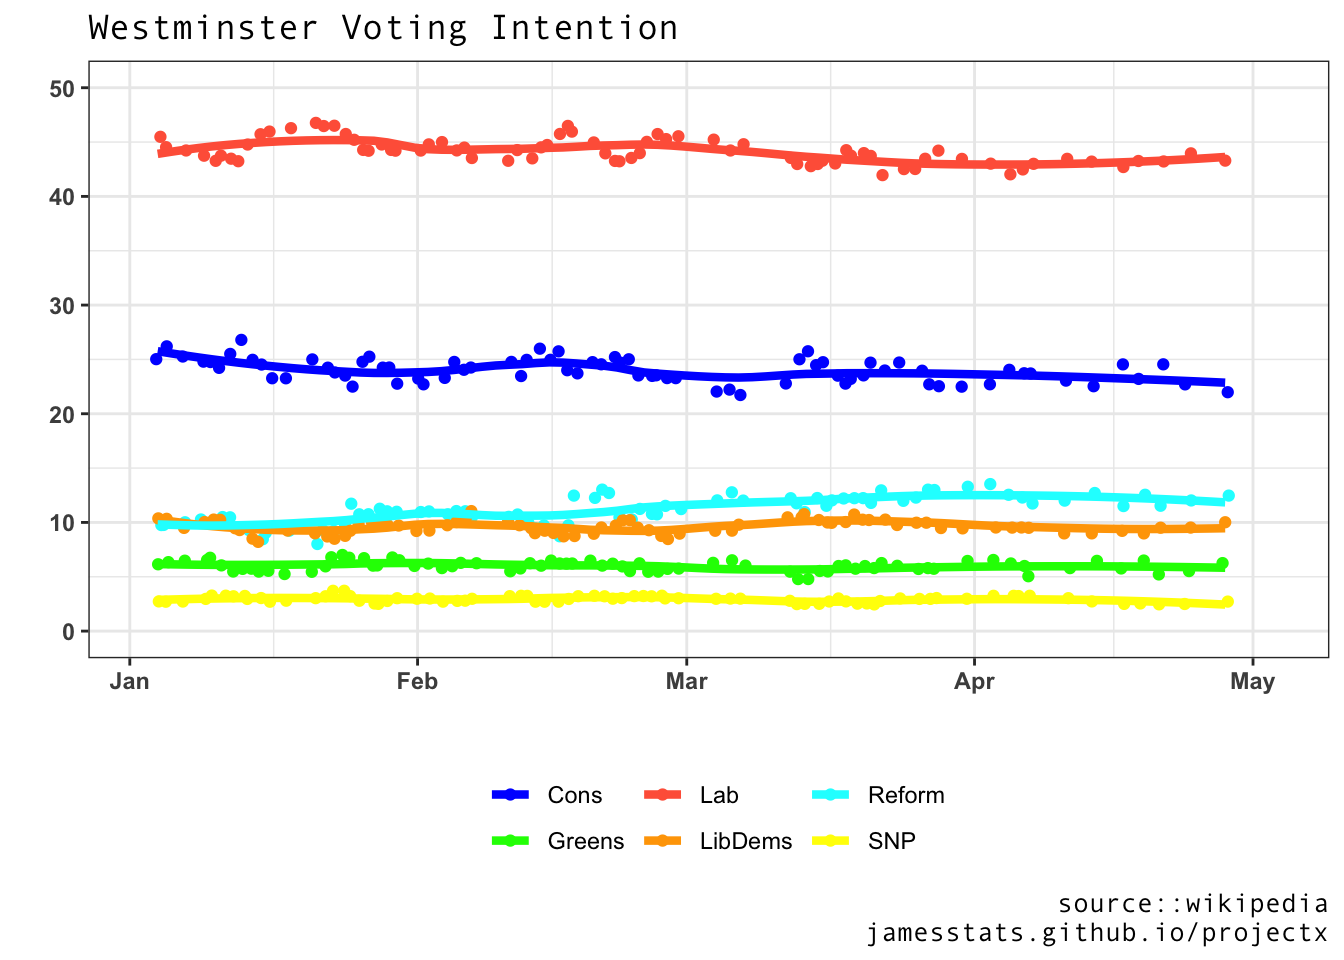 Westminster Voting Intention
50
40
30
20
10
0
Jan Feb Mar Apr May
Cons Lab Reform
Greens LibDems SNP
source::wikipedia
jamesstats.github.io/projectx